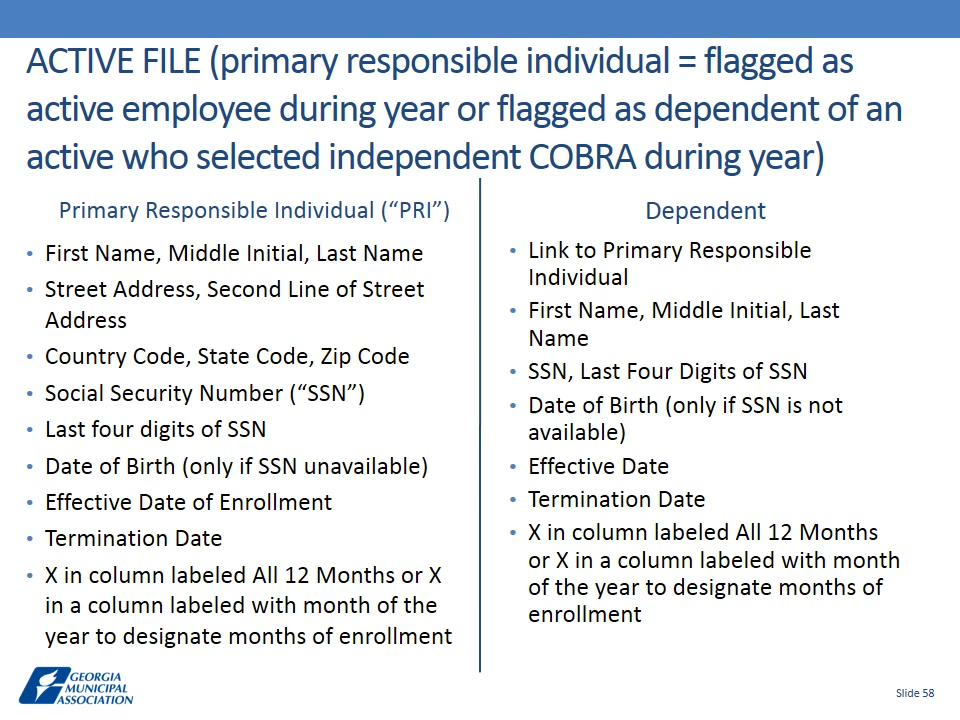 ACTIVE FILE (primary responsible individual = flagged as
active employee during year or flagged as dependent of an
active who selected independent COBRA during year)
Primary Responsible Individual (“PRI”)
• First Name, Middle Initial, Last Name
• Street Address, Second Line of Street
Address
• Country Code, State Code, Zip Code
• Social Security Number (“SSN”)
• Last four digits of SSN
• Date of Birth (only if SSN unavailable)
• Effective Date of Enrollment
• Termination Date
• X in column labeled All 12 Months or X
in a column labeled with month of the
year to designate months of enrollment
Dependent
• Link to Primary Responsible
Individual
• First Name, Middle Initial, Last
Name
• SSN, Last Four Digits of SSN
• Date of Birth (only if SSN is not
available)
• Effective Date
• Termination Date
• X in column labeled All 12 Months
or X in a column labeled with month
of the year to designate months of
enrollment
GEORGIA
MUNICIPAL
ASSOCIATION
Slide 58